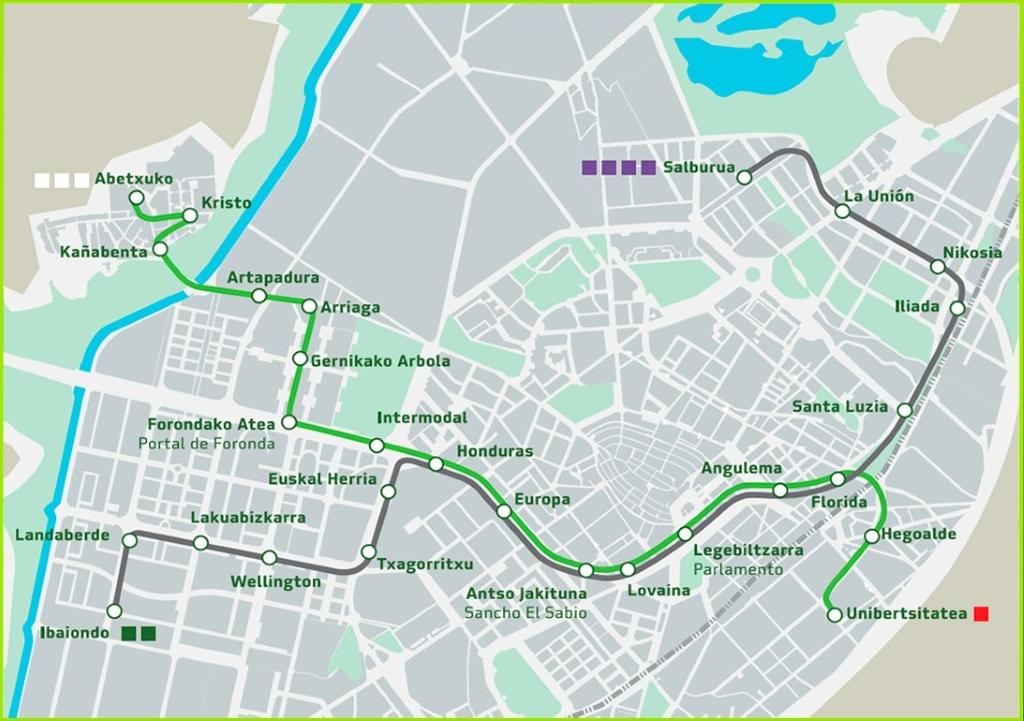 Abetxuko
Kristo
Kañabenta
Artapadura
Arriaga
Gernikako Arbola
Forondako Atea
Portal de Foronda
Intermodal
Honduras
Euskal Herria
Europa
Lakuabizkarra
Landaberde
Wellington
Txagorritxu
Ibaiondo
Antso Jakituna
Sancho El Sabio
Lovaina
Legebiltzarra
Parlamento
Angulema
Florida
Hegoalde
Unibertsitatea
Santa Luzia
Iliada
Nikosia
La Unión
Salburua